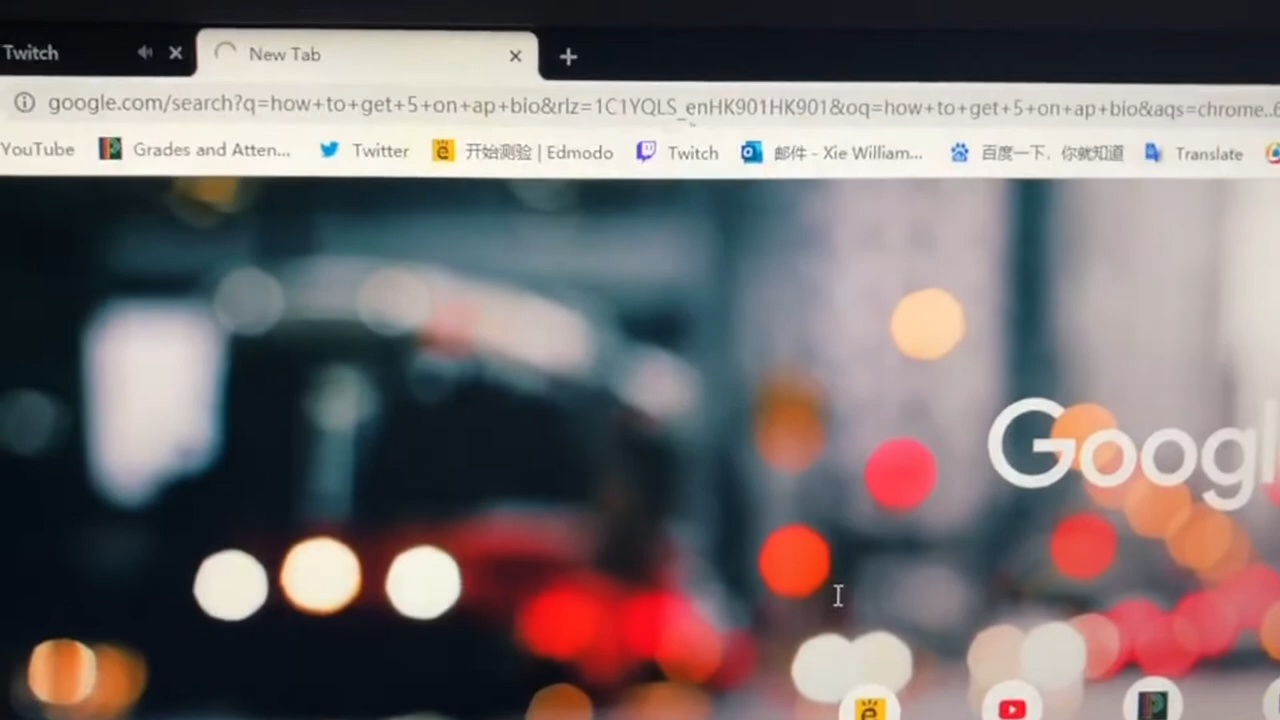 Twitch
New Tab
google.com/search?q=how+to+get+5+on+ap+bio&rlz=1C1YQLS_enHK901HK901&oq=how+to+get+5+on+ap+bio&aqs=chrome..6
YouTube Grades and Atten... Twitter 开始测验 | Edmodo Twitch 邮件 - Xie William... 百度一下，你就知道 Translate
Googl